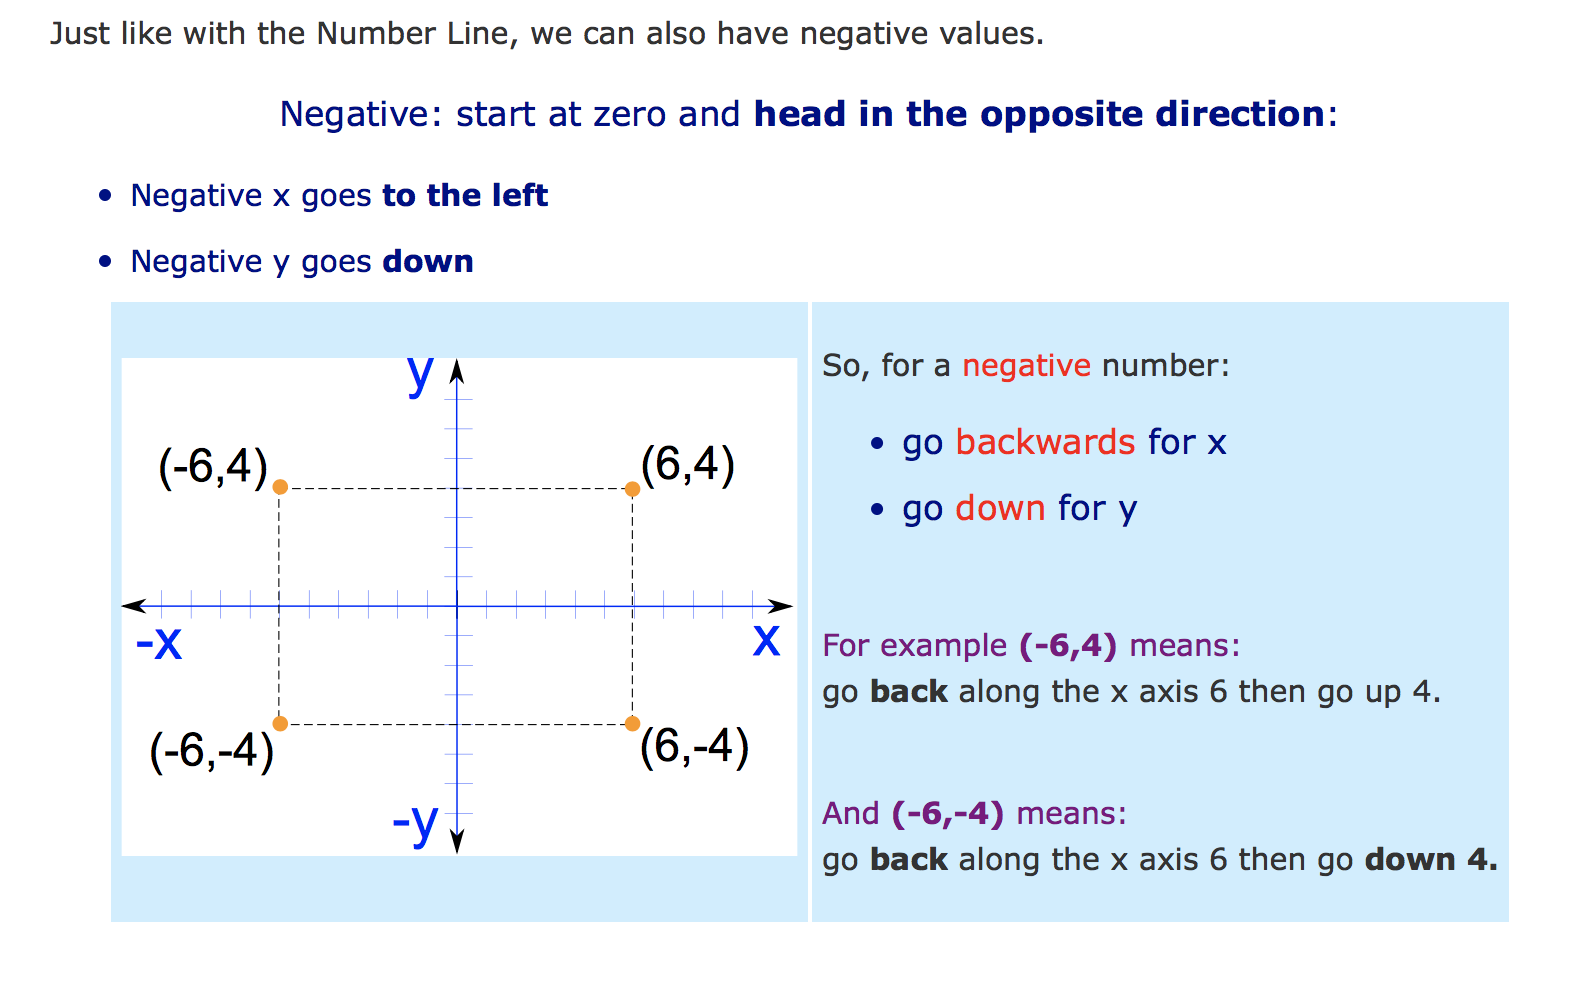 Just like with the Number Line, we can also have negative values.
Negative: start at zero and head in the opposite direction:
• Negative x goes to the left
• Negative y goes down
y
(-6,4)
(6,4)
-x
x
(-6,-4)
(6,-4)
-y
So, for a negative number:
• go backwards for x
• go down for y
For example (-6,4) means:
go back along the x axis 6 then go up 4.
And (-6,-4) means:
go back along the x axis 6 then go down 4.